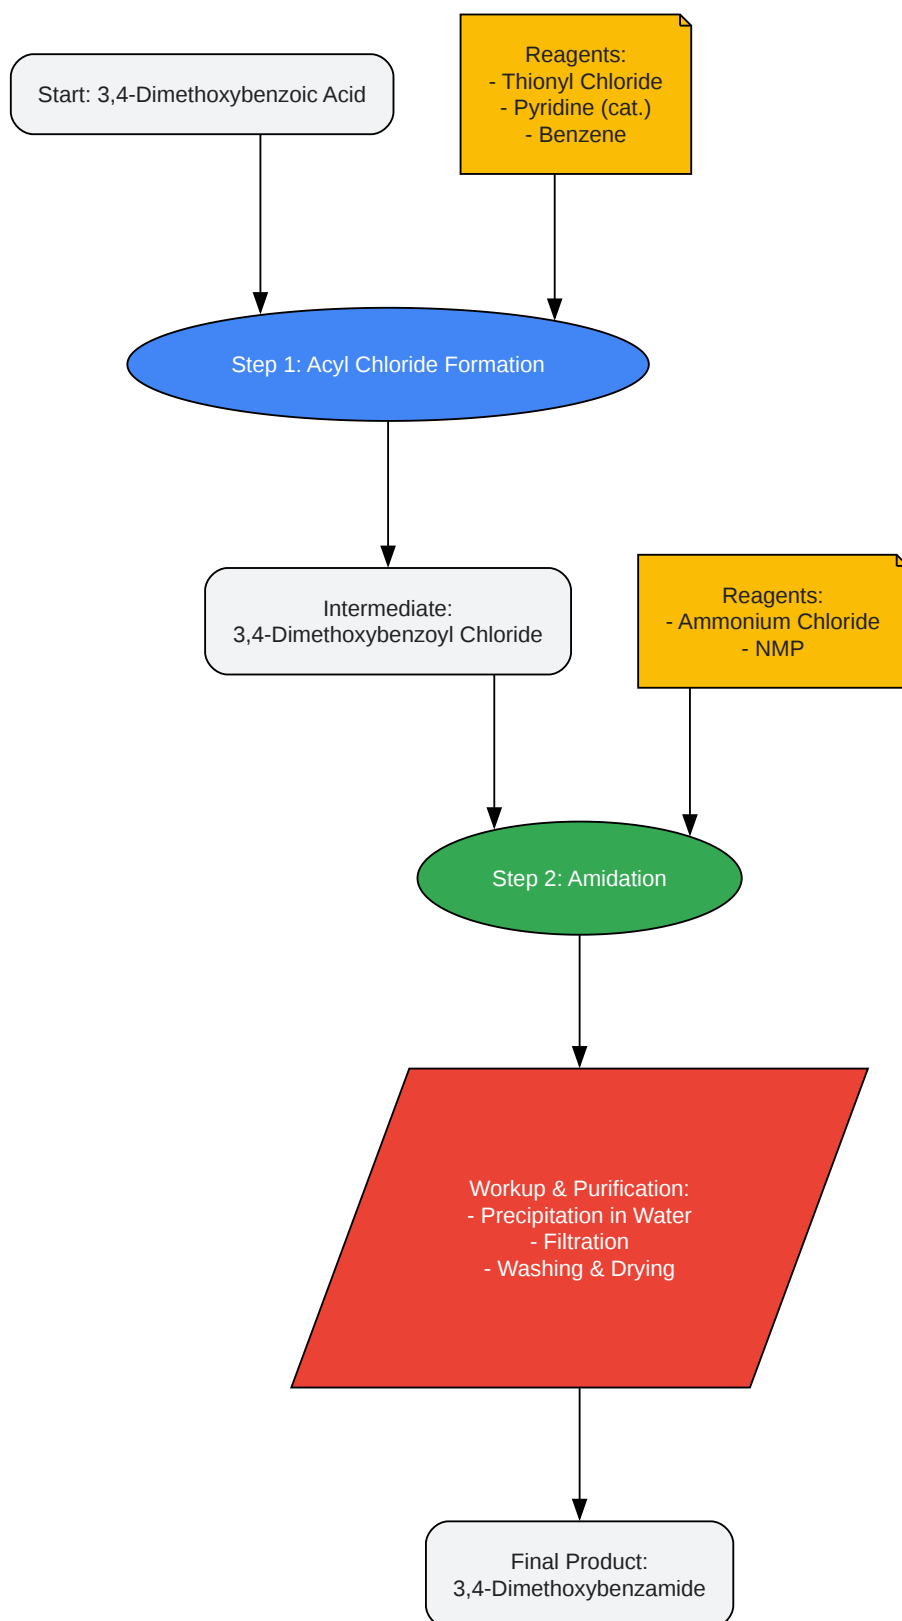 Start: 3,4-Dimethoxybenzoic Acid
Reagents:
- Thionyl Chloride
- Pyridine (cat.)
- Benzene
Step 1: Acyl Chloride Formation
Intermediate:
3,4-Dimethoxybenzoyl Chloride
Reagents:
- Ammonium Chloride
- NMP
Step 2: Amidation
Workup & Purification:
- Precipitation in Water
- Filtration
- Washing & Drying
Final Product:
3,4-Dimethoxybenzamide